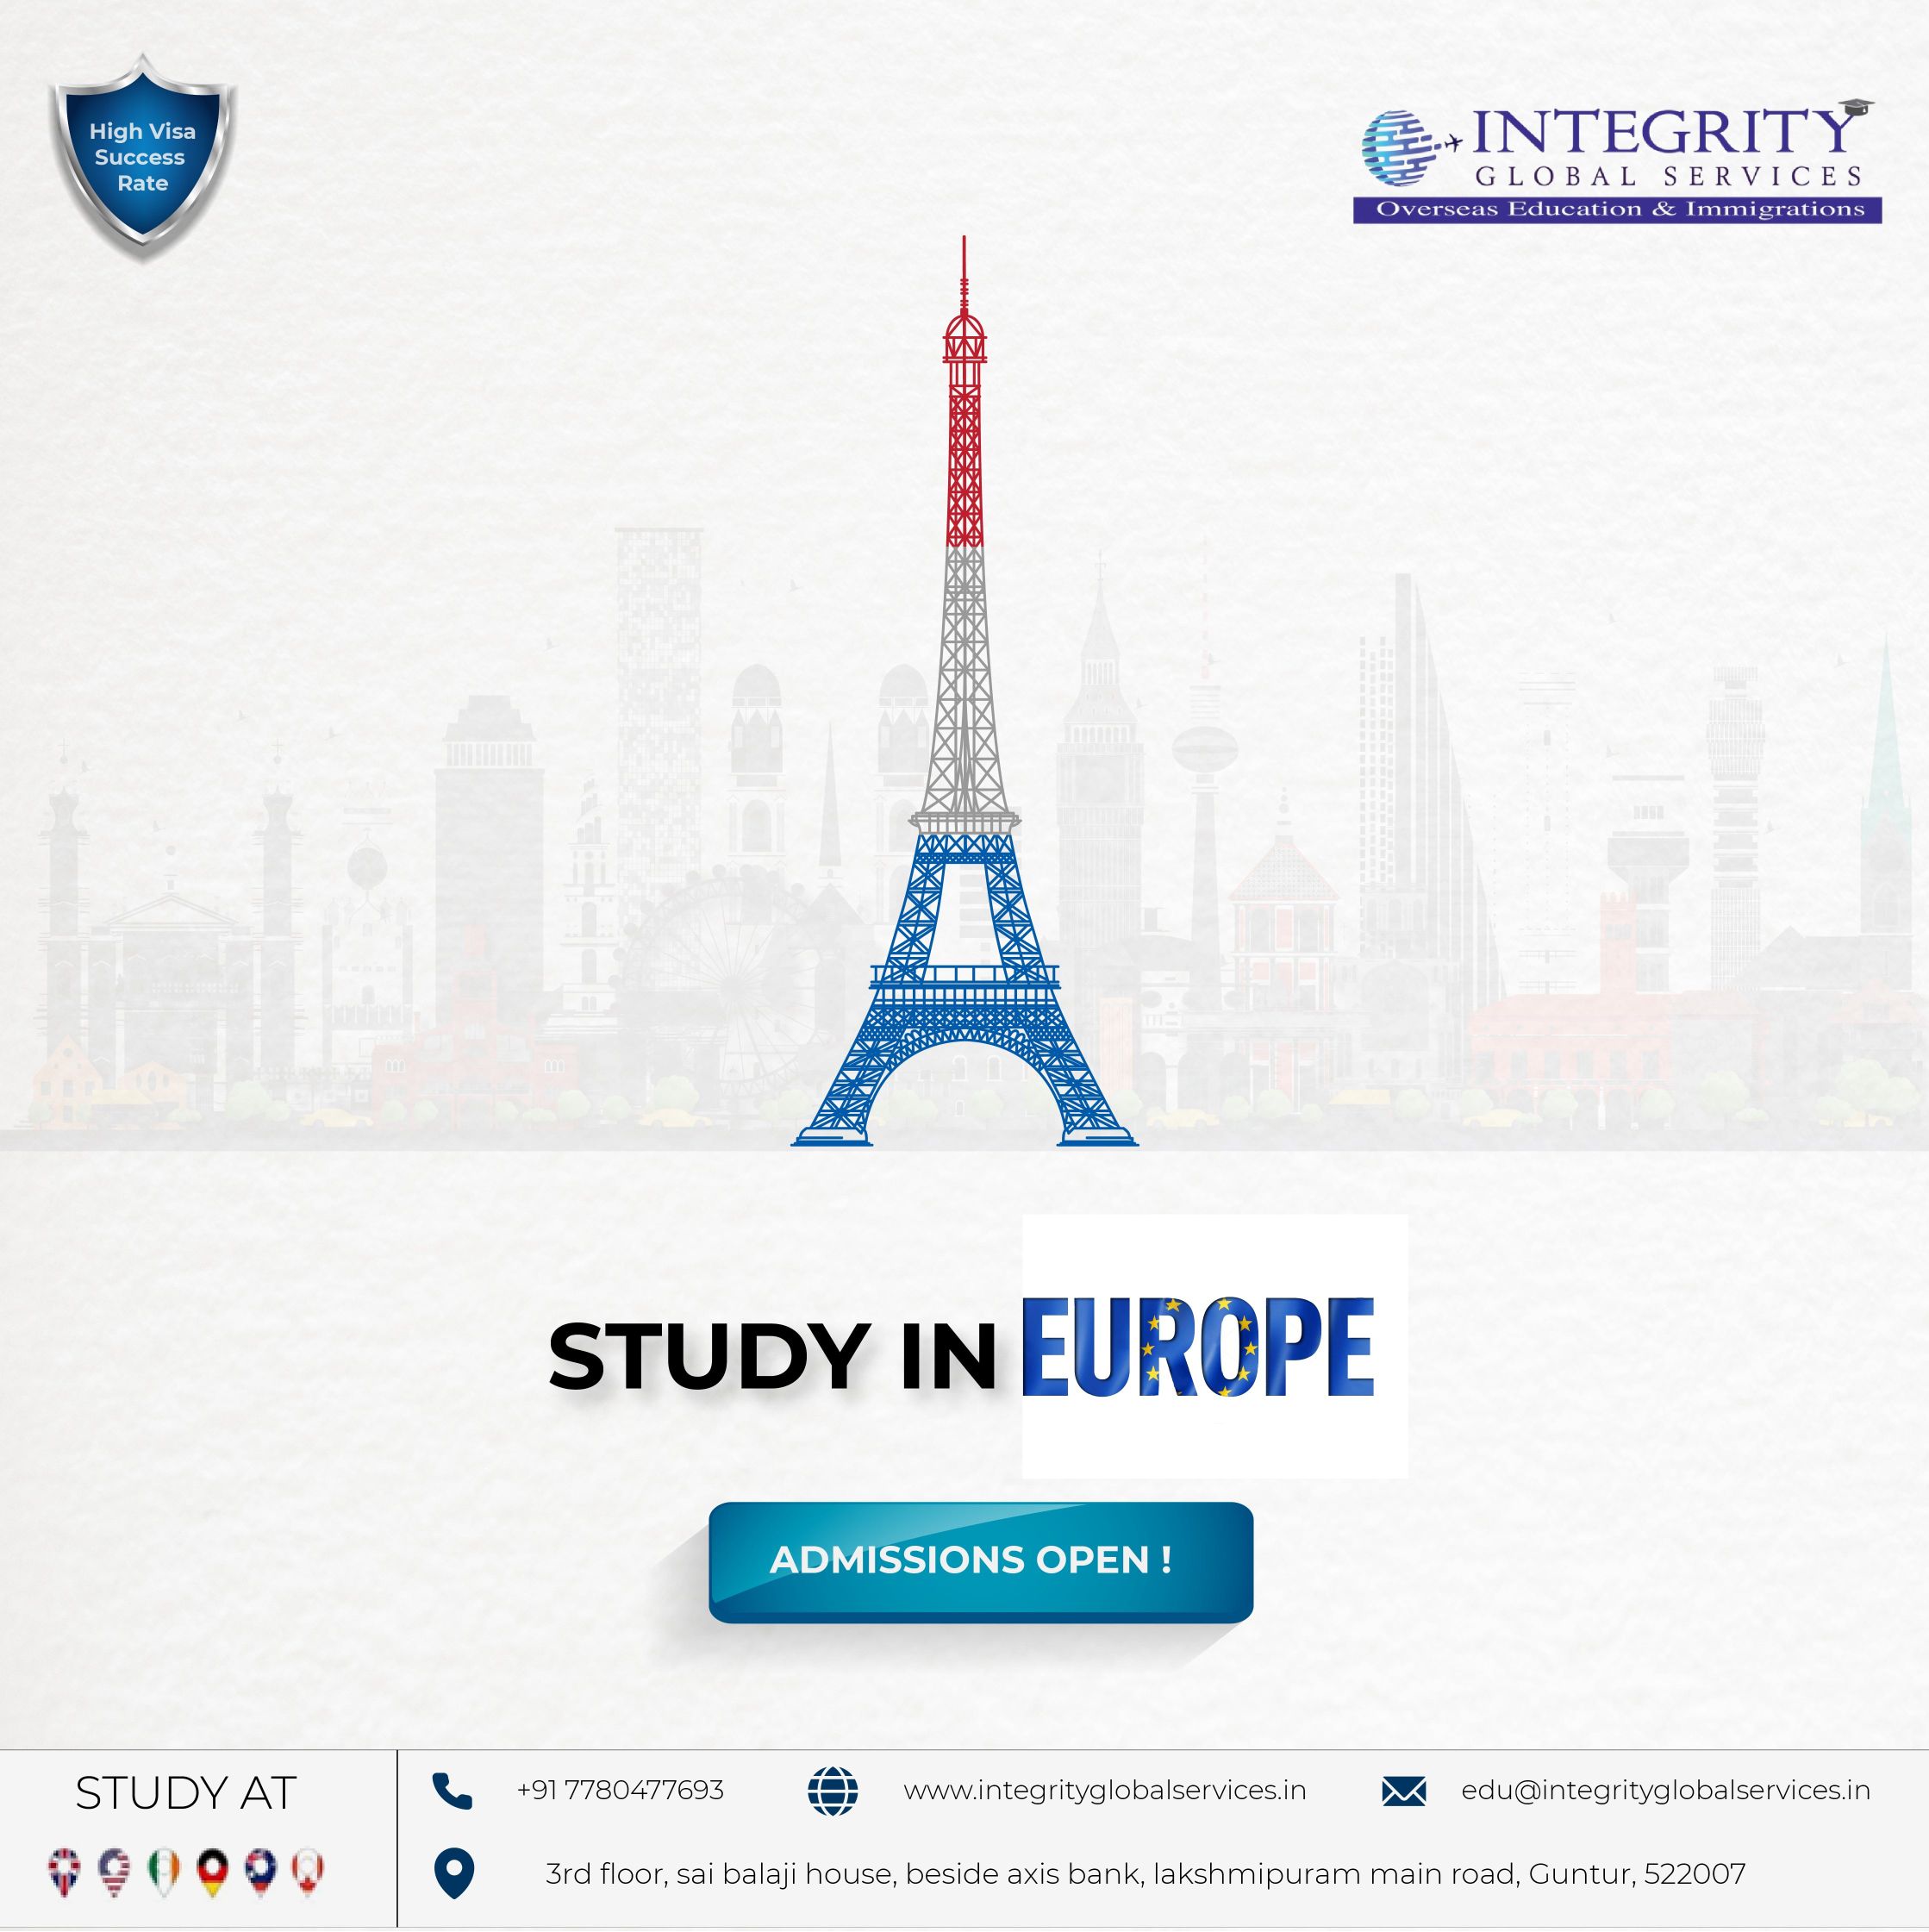 High Visa
Success
Rate
INTEGRITY
GLOBAL SERVICES
Overseas Education & Immigrations
STUDY IN EUROPE
ADMISSIONS OPEN !
STUDY AT
+91 7780477693
www.integrityglobalservices.in
edu@integrityglobalservices.in
3rd floor, sai balaji house, beside axis bank, lakshmipuram main road, Guntur, 522007